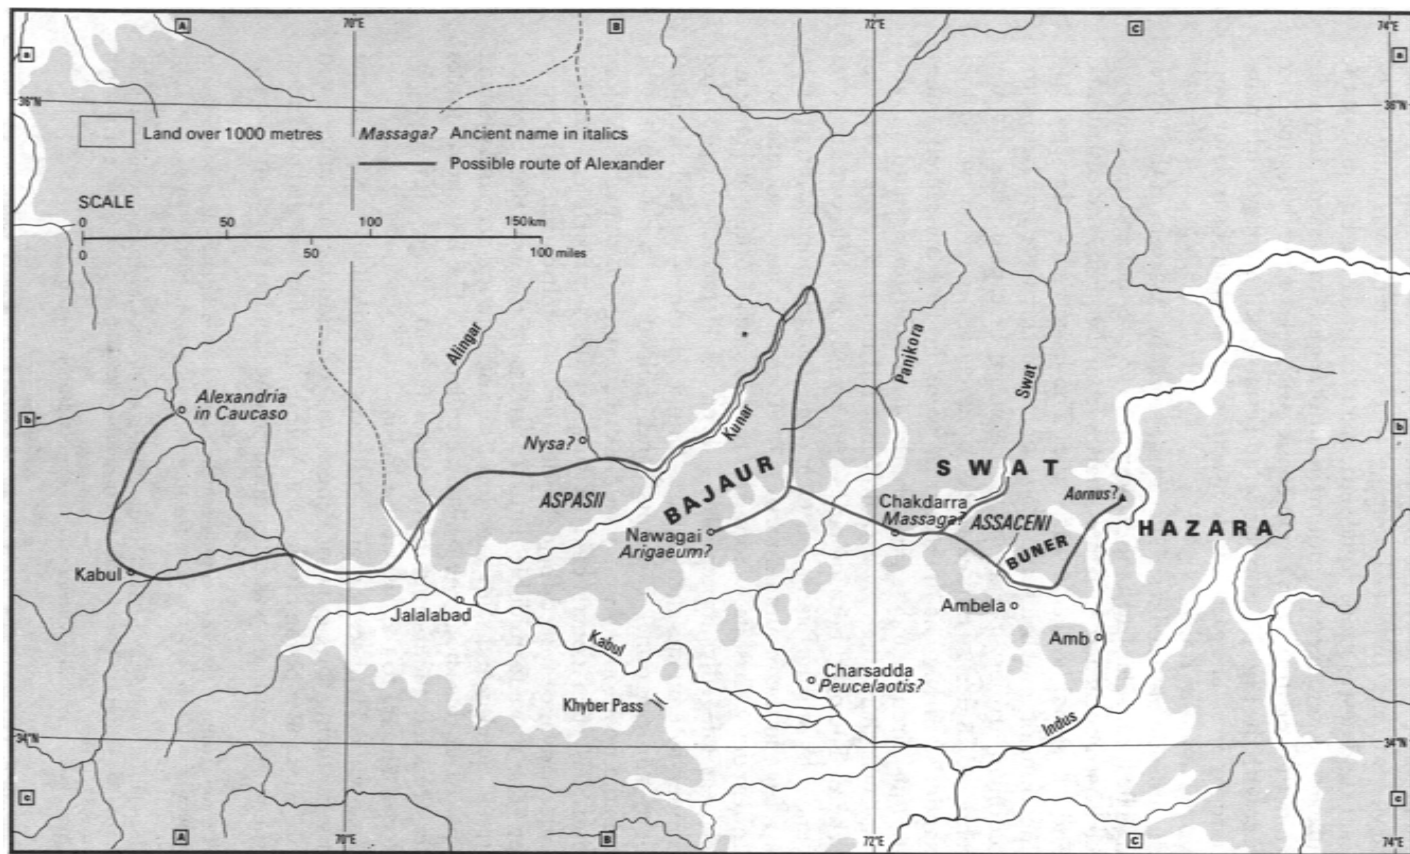 A
70°E
B
72°E
C
74°E
a
a
36°N
36°N
Land over 1000 metres
Massaga? Ancient name in italics
Possible route of Alexander
SCALE
0 50 100 150km
0 50 100 miles
Alingar
Panjkora
Swat
Kunar
Alexandria
in Caucaso
b
b
Nysa?
ASPASII
BAJAUR
SWAT
Chakdarra
Massaga?
ASSACENI
Aornus?
HAZARA
Nawagai
Arigaeum?
BUNER
Kabul
Jalalabad
Ambela
Amb
Kabul
Charsadda
Peucelaotis?
Khyber Pass
Indus
34°N
34°N
c
c
A
70°E
B
72°E
C
74°E